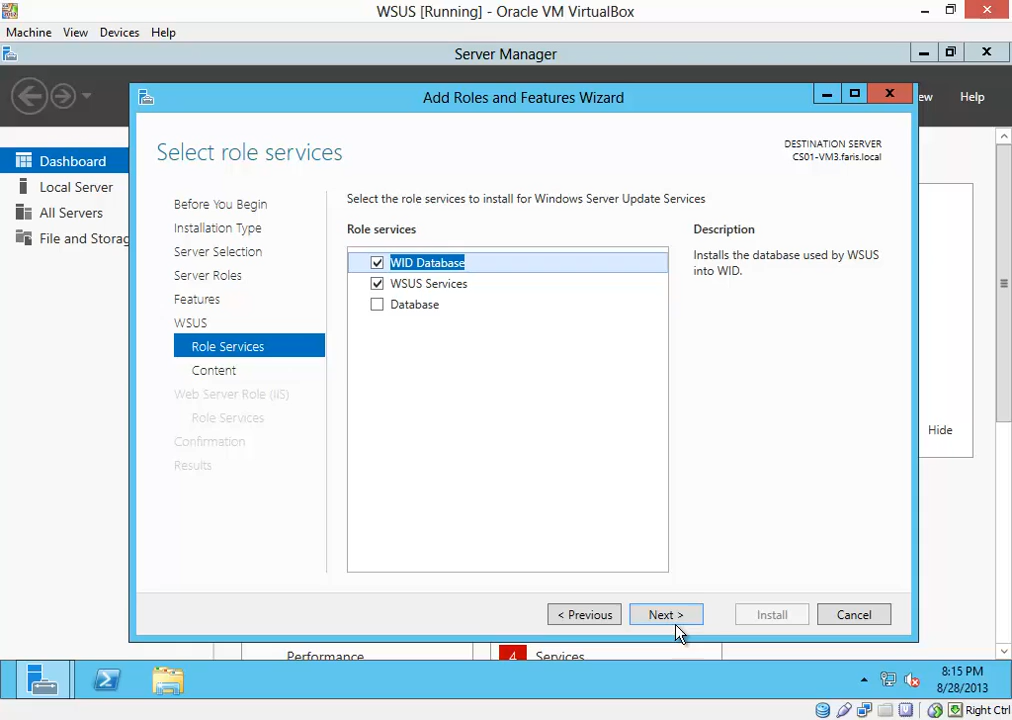 WSUS [Running] - Oracle VM VirtualBox
Machine View Devices Help
Server Manager
Add Roles and Features Wizard
ew Help
Select role services
DESTINATION SERVER
CS01-VM3.faris.local
Dashboard
Local Server
All Servers
File and Storag
Before You Begin
Installation Type
Server Selection
Server Roles
Features
WSUS
Role Services
Content
Web Server Role (IIS)
Role Services
Confirmation
Results
Select the role services to install for Windows Server Update Services
Role services
WID Database
WSUS Services
Database
Description
Installs the database used by WSUS
into WID.
Hide
< Previous Next > Install Cancel
Performance 4 Services
8:15 PM
8/28/2013
Right Ctrl